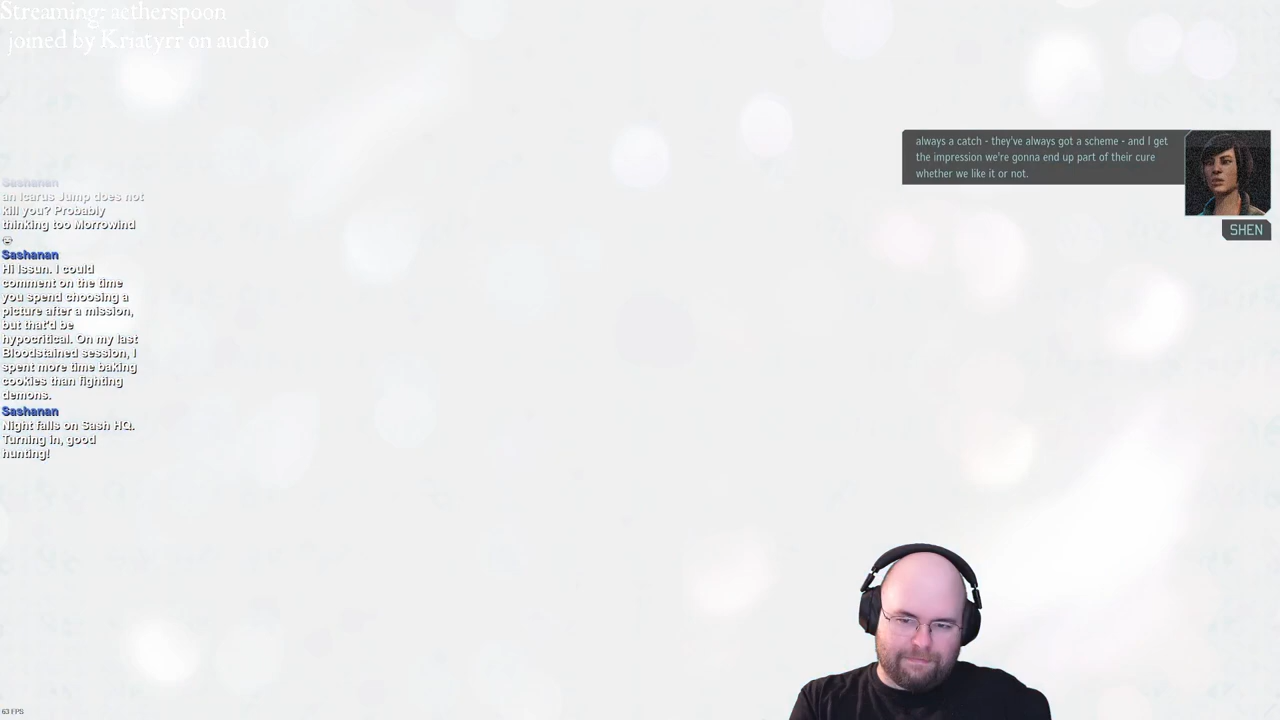 Streaming: aetherspoon
joined by Kriatyrr on audio
always a catch - they've always got a scheme - and I get
the impression we're gonna end up part of their cure
whether we like it or not.
SHEN
Sashanan
an Icarus Jump does not
kill you? Probably
thinking too Morrowind
Sashanan
Hi Issun. I could
comment on the time
you spend choosing a
picture after a mission,
but that'd be
hypocritical. On my last
Bloodstained session, I
spent more time baking
cookies than fighting
demons.
Sashanan
Night falls on Sash HQ.
Turning in, good
hunting!
63 FPS